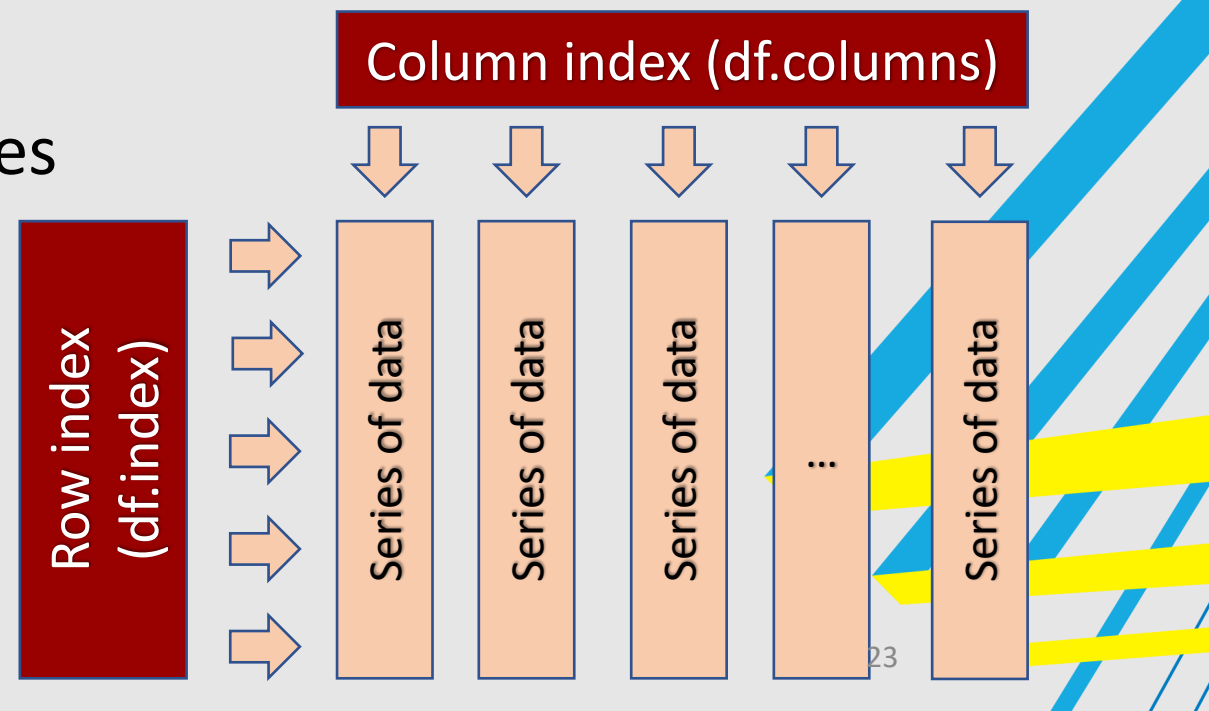 Column index (df.columns)
es
Row index
(df.index)
Series of data
Series of data
Series of data
...
Series of data
23